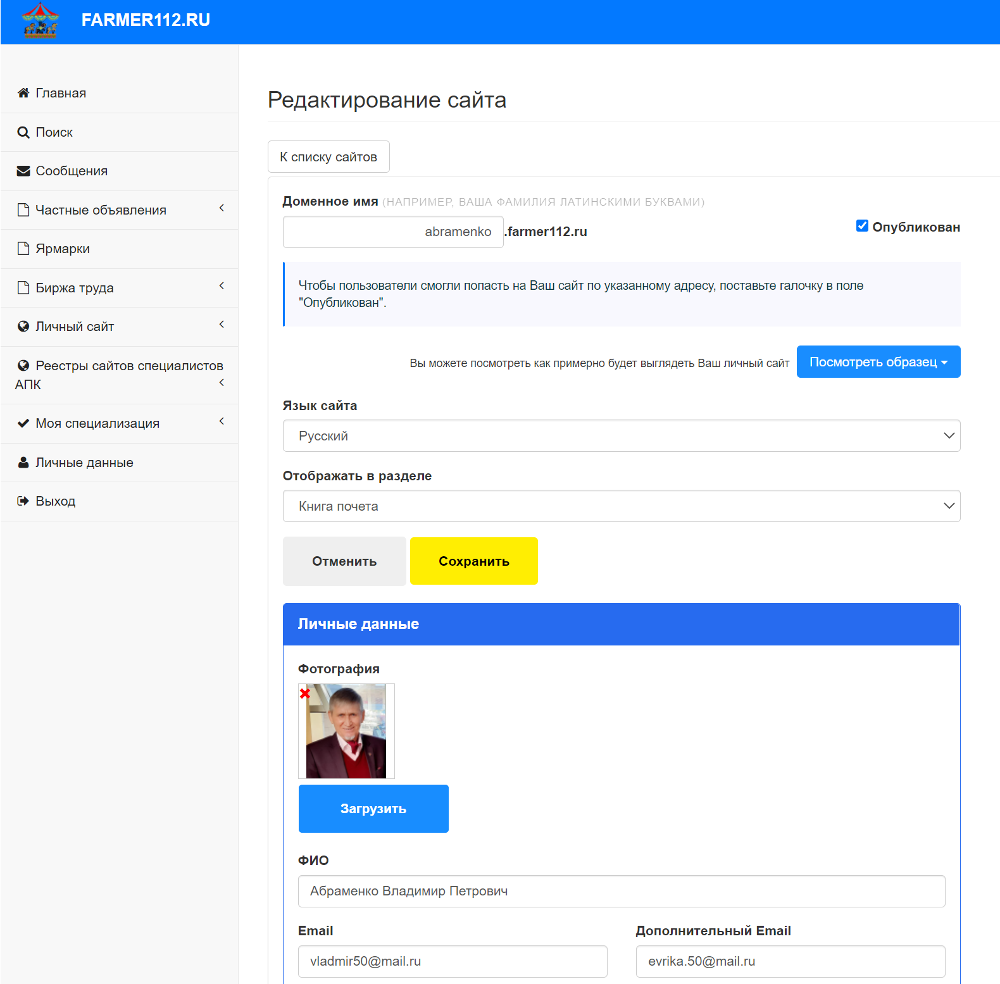 FARMER112.RU
Главная
Поиск
Сообщения
Частные объявления
Ярмарки
Биржа труда
Личный сайт
Реестры сайтов специалистов
АПК
Моя специализация
Личные данные
Выход
Редактирование сайта
К списку сайтов
Доменное имя (НАПРИМЕР, ВАША ФАМИЛИЯ ЛАТИНСКИМИ БУКВАМИ)
abramenko .farmer112.ru
Опубликован
Чтобы пользователи смогли попасть на Ваш сайт по указанному адресу, поставьте галочку в поле
"Опубликован".
Вы можете посмотреть как примерно будет выглядеть Ваш личный сайт
Посмотреть образец
Язык сайта
Русский
Отображать в разделе
Книга почета
Отменить
Сохранить
Личные данные
Фотография
Загрузить
ФИО
Абраменко Владимир Петрович
Email
Дополнительный Email
vladmir50@mail.ru
evrika.50@mail.ru